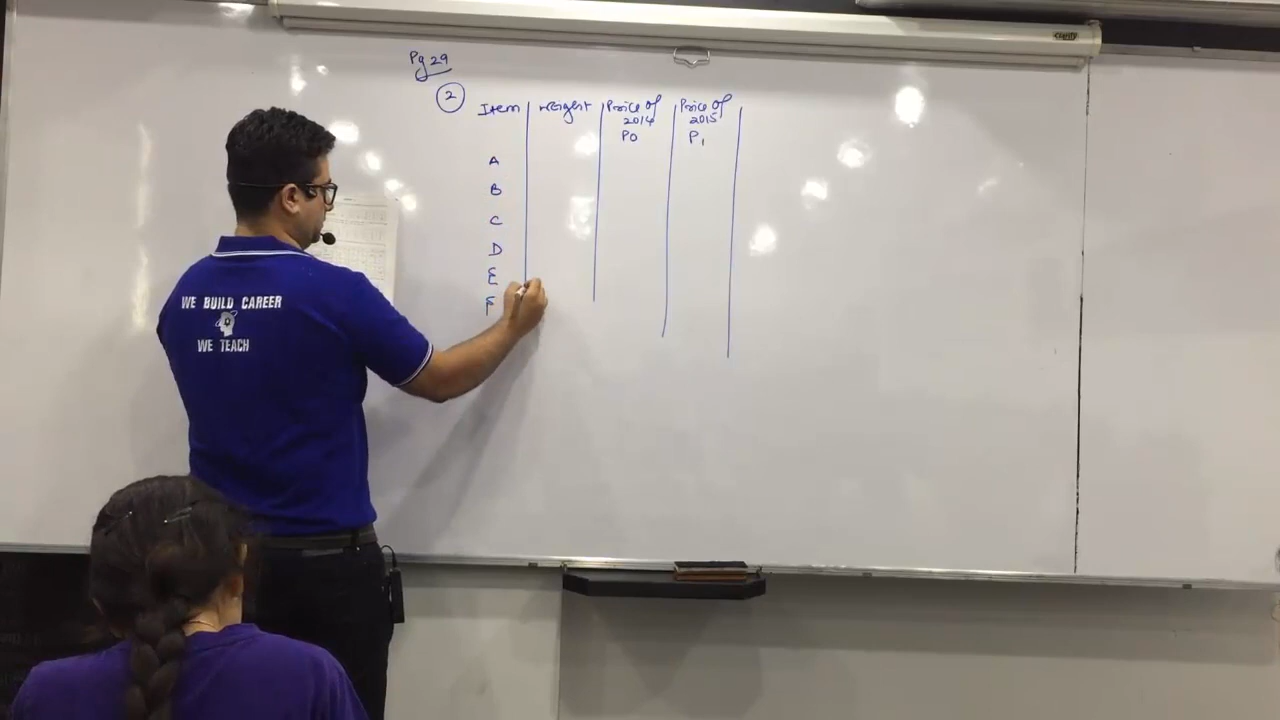 Pg 29
2
Item weight Price of 2014 P0 Price of 2015 P1
A
B
C
D
E
F
WE BUILD CAREER
WE TEACH